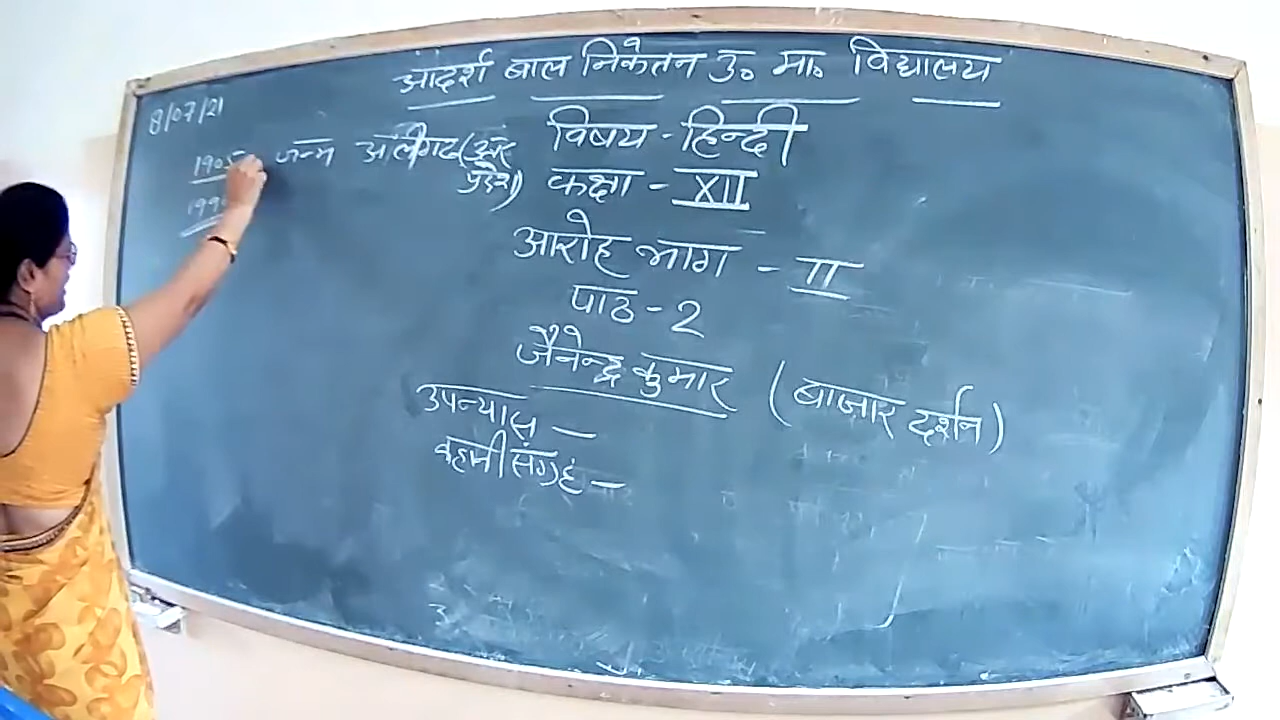 आदर्श बाल निकेतन उ० मा० विद्यालय
8/07/21
विषय - हिन्दी
1905 जन्म अलीगढ (उत्तर प्रदेश)
कक्षा - XII
199
आरोह भाग - II
पाठ - 2
जैनेन्द्र कुमार (बाज़ार दर्शन)
उपन्यास -
कहानी संग्रह -